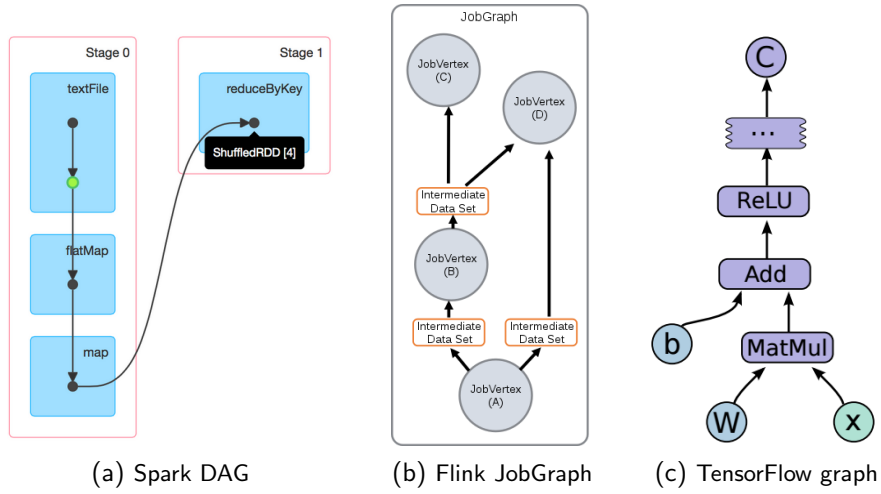 Stage 0
textFile
flatMap
map
Stage 1
reduceByKey
ShuffledRDD [4]
(a) Spark DAG
JobGraph
JobVertex
(C)
JobVertex
(D)
Intermediate
Data Set
JobVertex
(B)
Intermediate
Data Set
Intermediate
Data Set
JobVertex
(A)
(b) Flink JobGraph
C
...
ReLU
Add
b
MatMul
W
x
(c) TensorFlow graph